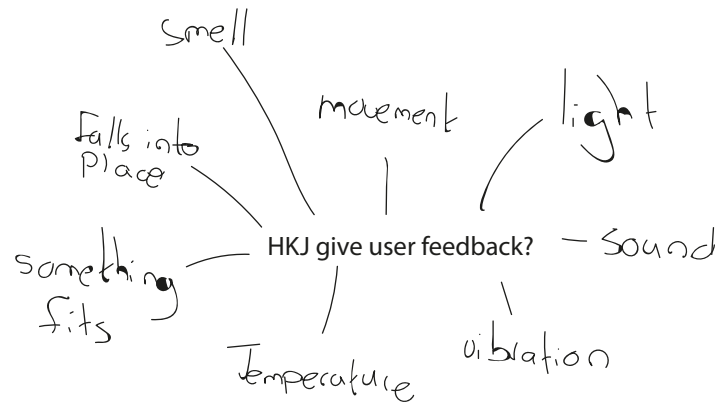 smell
movement
light
falls into
place
HKJ give user feedback?
sound
something
fits
Temperature
vibration